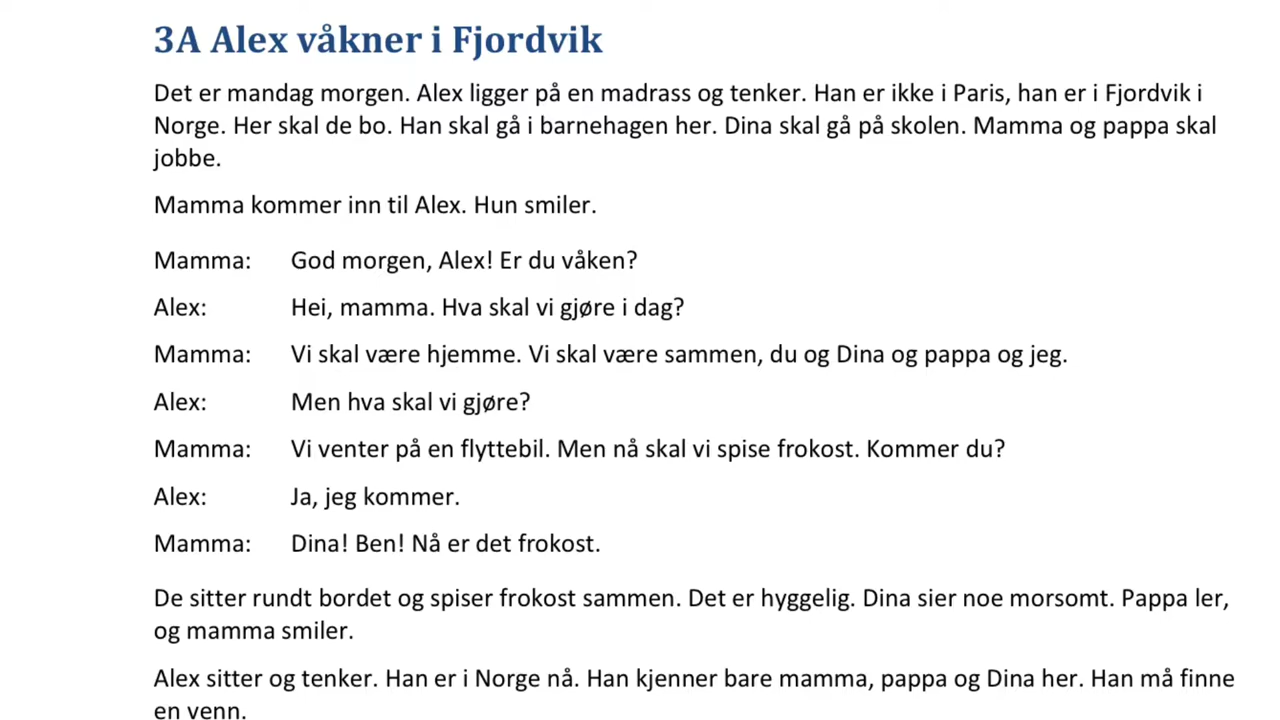 3A Alex våkner i Fjordvik
Det er mandag morgen. Alex ligger på en madrass og tenker. Han er ikke i Paris, han er i Fjordvik i
Norge. Her skal de bo. Han skal gå i barnehagen her. Dina skal gå på skolen. Mamma og pappa skal
jobbe.
Mamma kommer inn til Alex. Hun smiler.
Mamma: God morgen, Alex! Er du våken?
Alex: Hei, mamma. Hva skal vi gjøre i dag?
Mamma: Vi skal være hjemme. Vi skal være sammen, du og Dina og pappa og jeg.
Alex: Men hva skal vi gjøre?
Mamma: Vi venter på en flyttebil. Men nå skal vi spise frokost. Kommer du?
Alex: Ja, jeg kommer.
Mamma: Dina! Ben! Nå er det frokost.
De sitter rundt bordet og spiser frokost sammen. Det er hyggelig. Dina sier noe morsomt. Pappa ler,
og mamma smiler.
Alex sitter og tenker. Han er i Norge nå. Han kjenner bare mamma, pappa og Dina her. Han må finne
en venn.